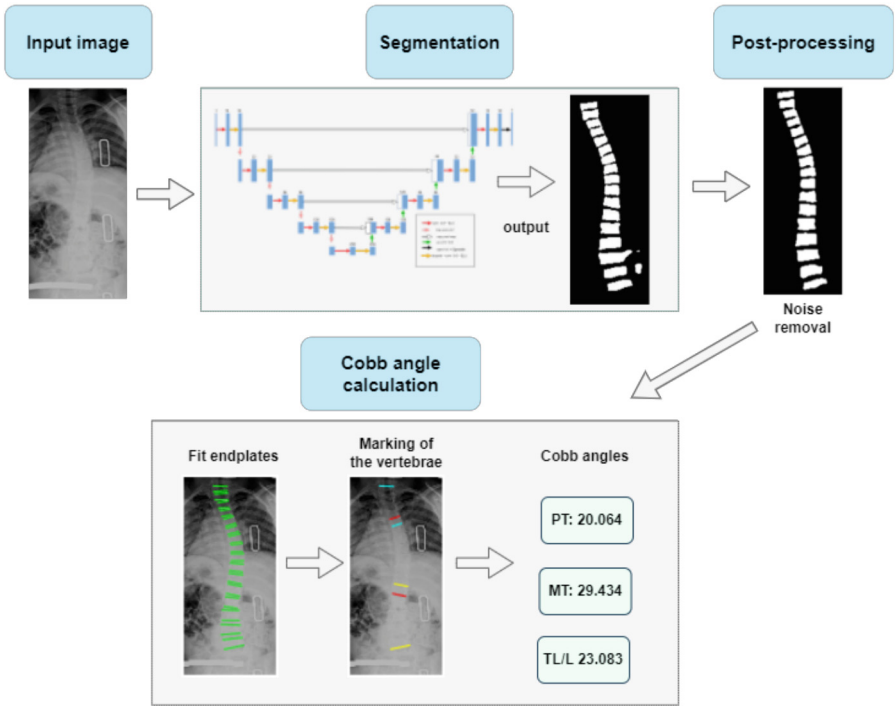 Input image
Segmentation
Post-processing
output
Noise
removal
Cobb angle
calculation
Fit endplates
Marking of
the vertebrae
Cobb angles
PT: 20.064
MT: 29.434
TL/L 23.083